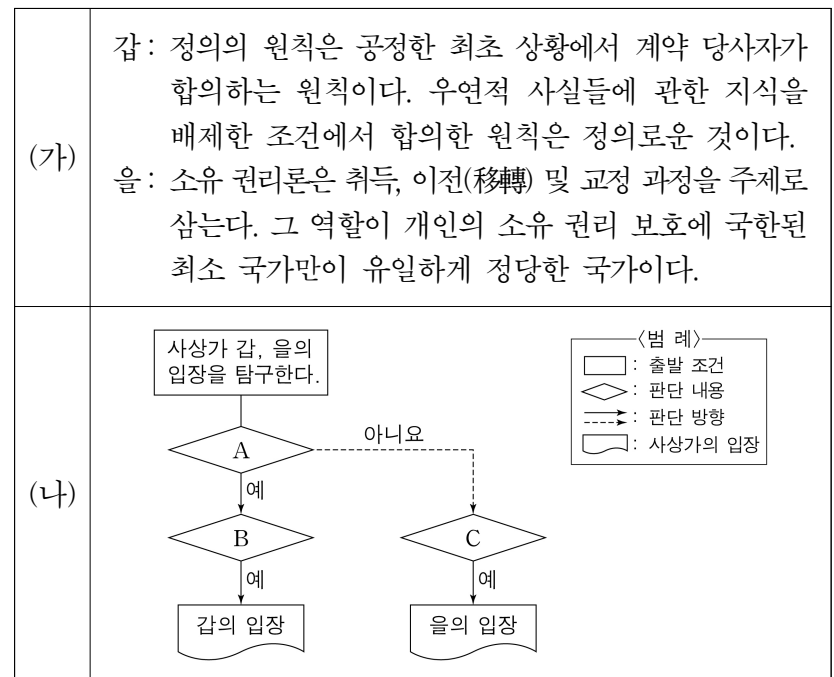 (가)
갑: 정의의 원칙은 공정한 최초 상황에서 계약 당사자가
합의하는 원칙이다. 우연적 사실들에 관한 지식을
배제한 조건에서 합의한 원칙은 정의로운 것이다.
을: 소유 권리론은 취득, 이전(移轉) 및 교정 과정을 주제로
삼는다. 그 역할이 개인의 소유 권리 보호에 국한된
최소 국가만이 유일하게 정당한 국가이다.
(나)
사상가 갑, 을의
입장을 탐구한다.
〈범 례〉
: 출발 조건
: 판단 내용
: 판단 방향
: 사상가의 입장
A
아니요
예
B
C
예
예
갑의 입장
을의 입장